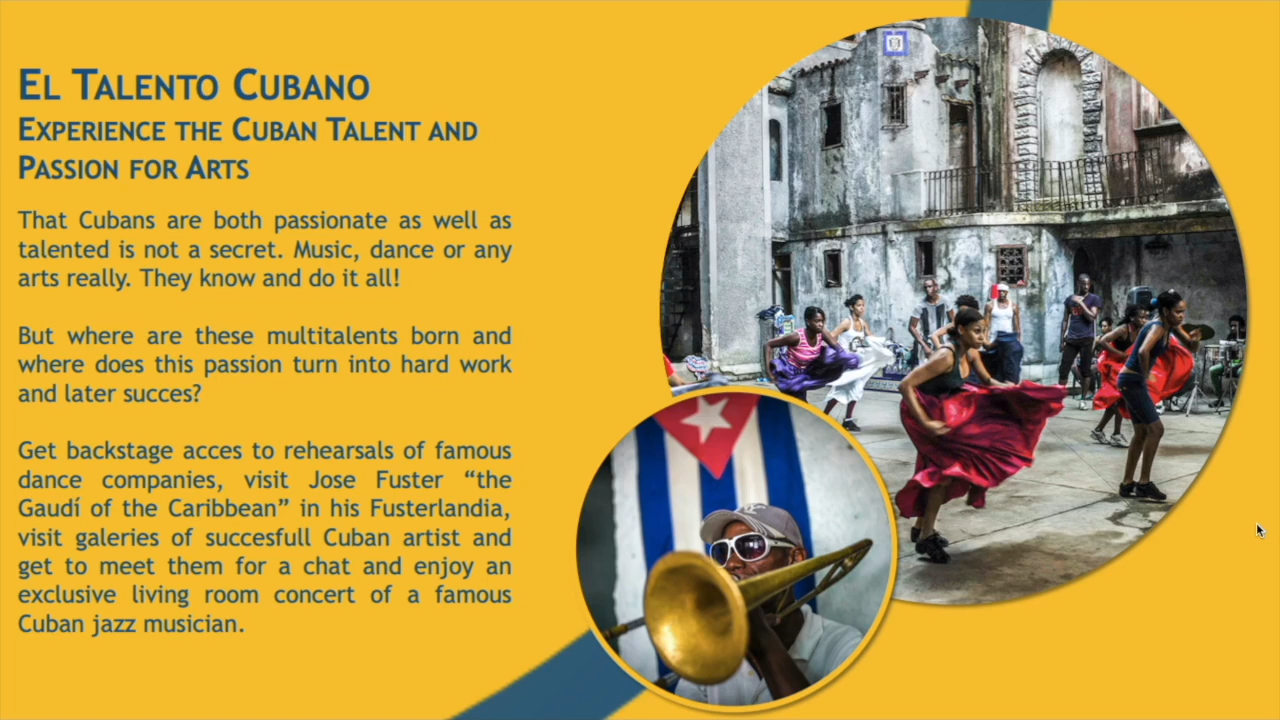 El Talento Cubano
Experience the Cuban Talent and
Passion for Arts
That Cubans are both passionate as well as
talented is not a secret. Music, dance or any
arts really. They know and do it all!
But where are these multitalents born and
where does this passion turn into hard work
and later succes?
Get backstage acces to rehearsals of famous
dance companies, visit Jose Fuster “the
Gaudí of the Caribbean” in his Fusterlandia,
visit galeries of succesfull Cuban artist and
get to meet them for a chat and enjoy an
exclusive living room concert of a famous
Cuban jazz musician.